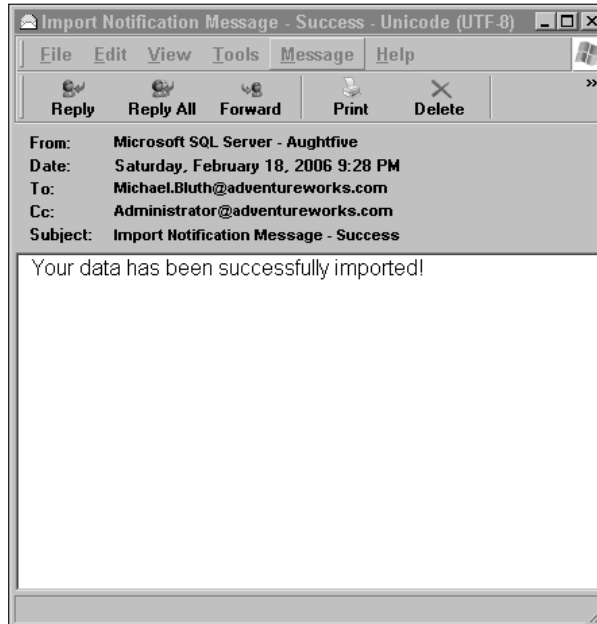 Import Notification Message - Success - Unicode (UTF-8)
File Edit View Tools Message Help
Reply Reply All Forward Print Delete »
From: Microsoft SQL Server - Aughtfive
Date: Saturday, February 18, 2006 9:28 PM
To: Michael.Bluth@adventureworks.com
Cc: Administrator@adventureworks.com
Subject: Import Notification Message - Success
Your data has been successfully imported!